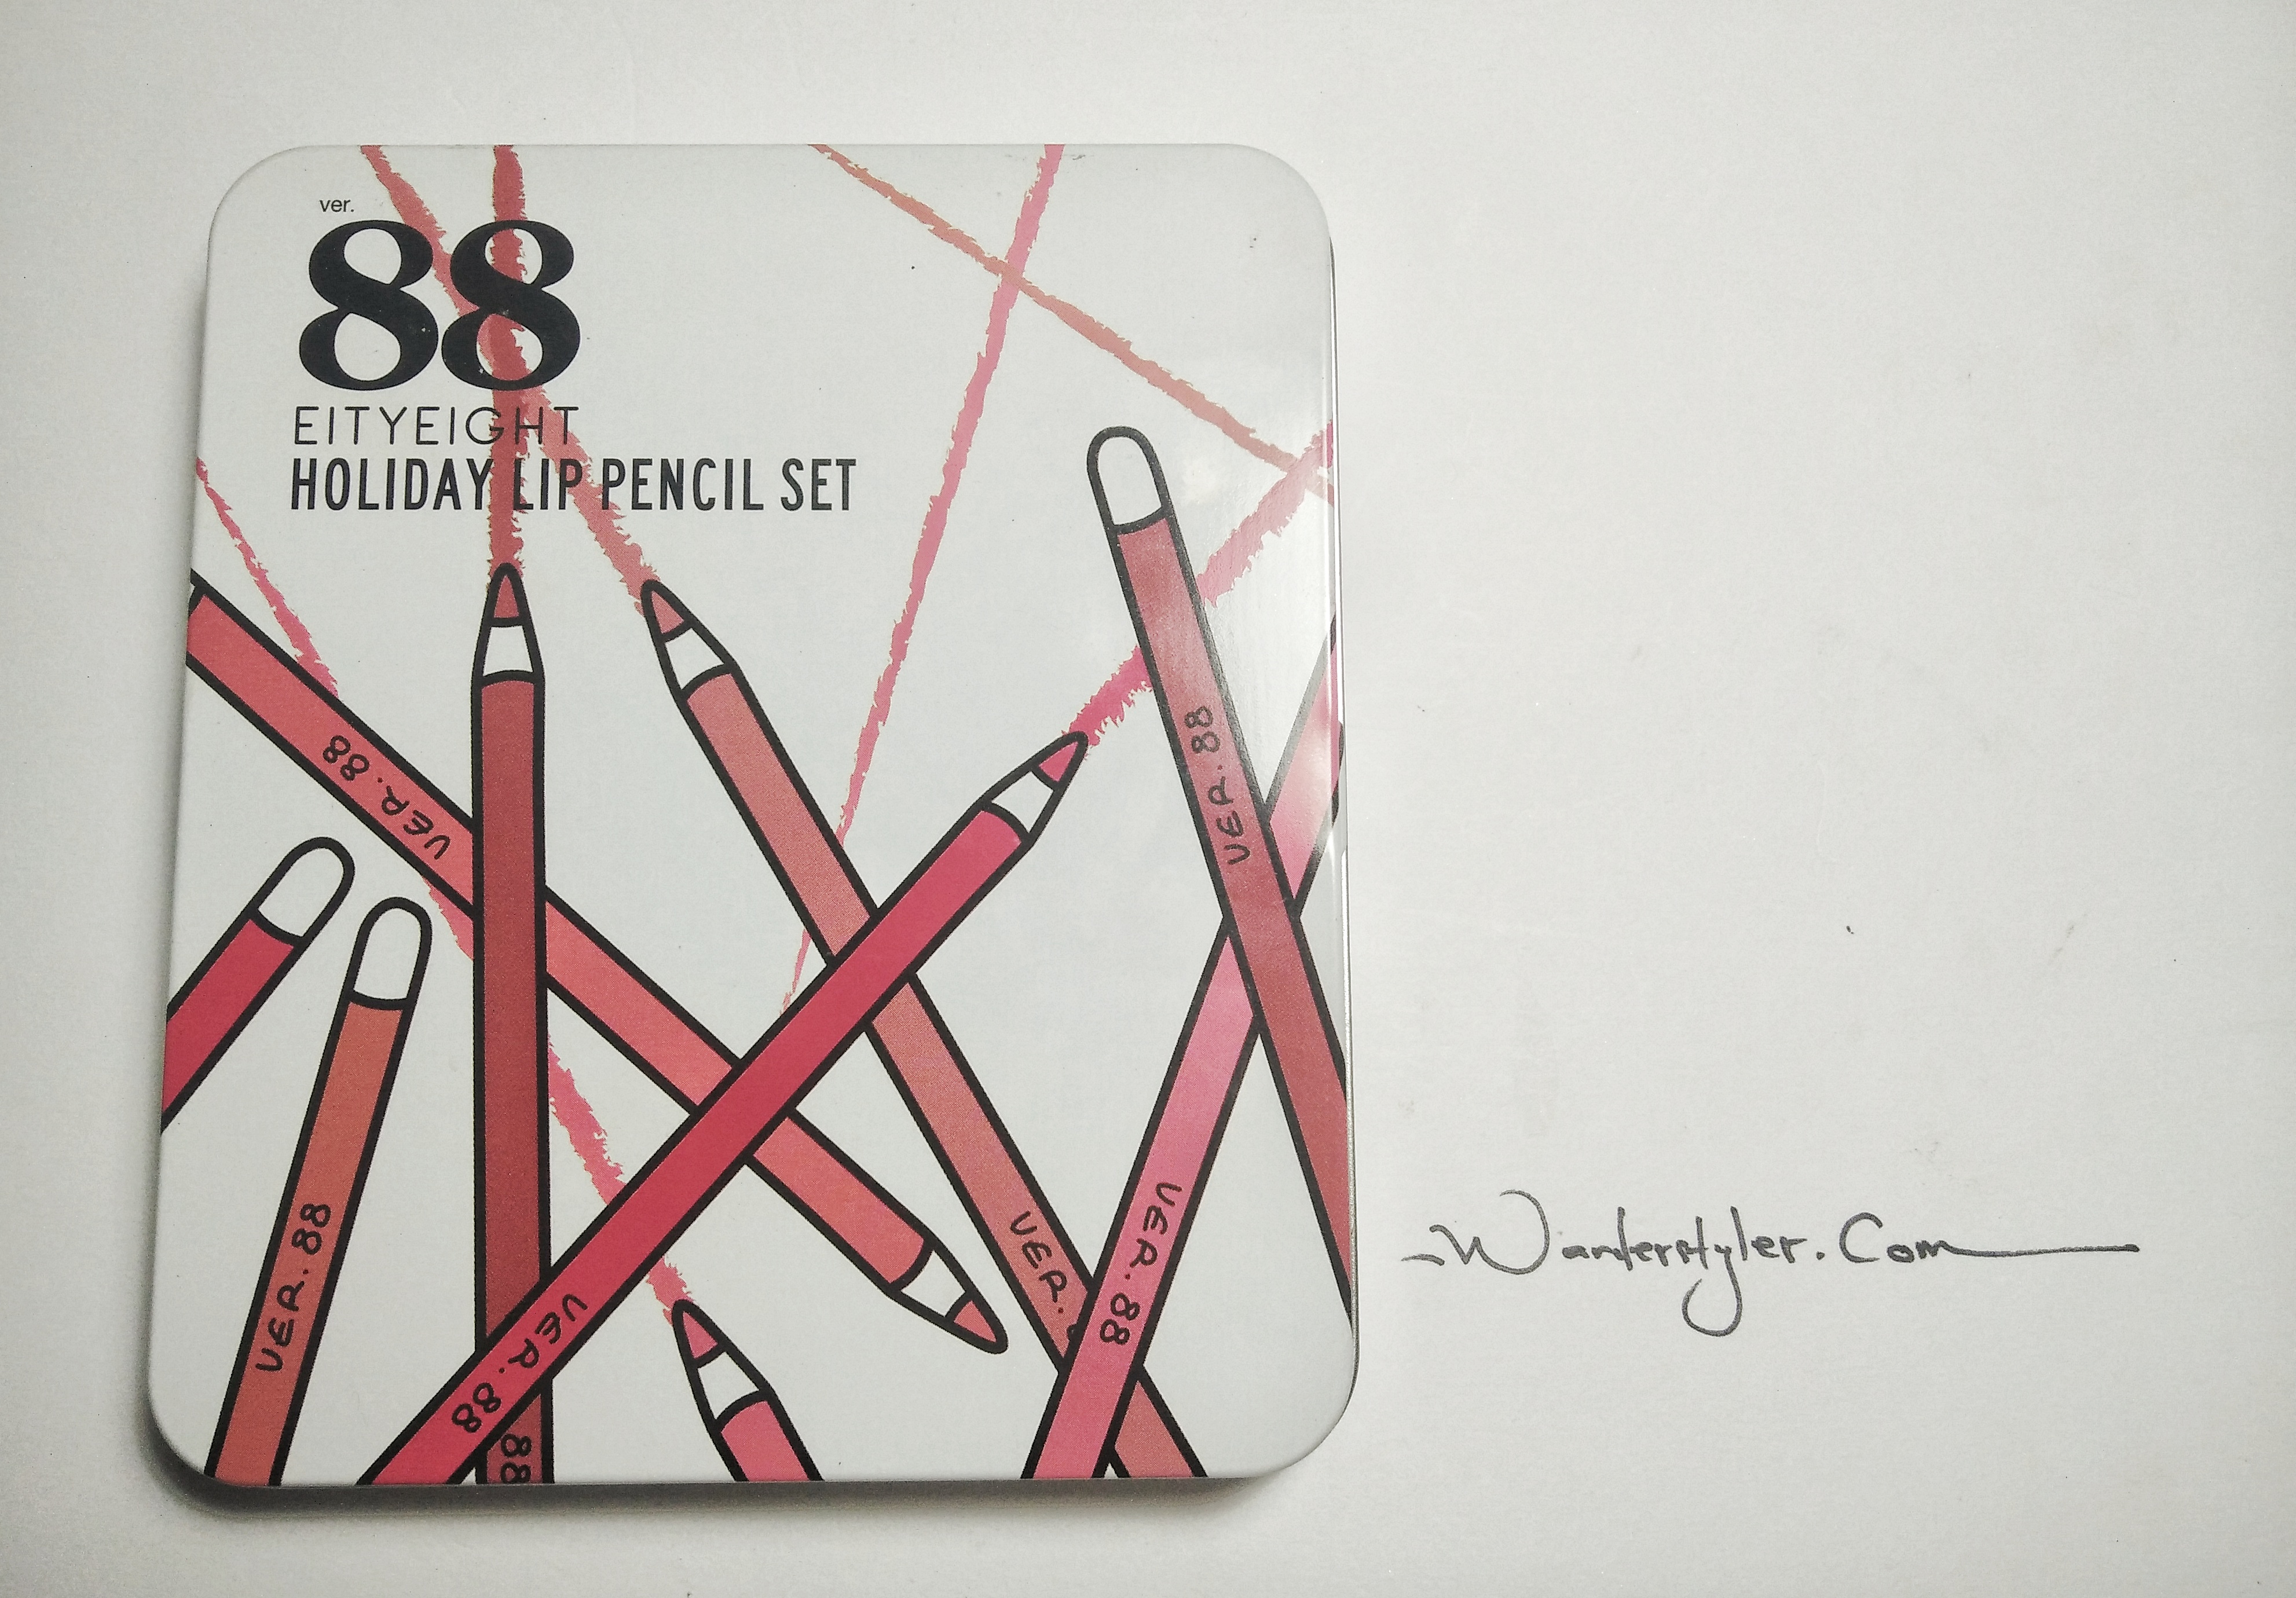 ver.
88
EITYEIGHT
HOLIDAY LIP PENCIL SET
VER.88
VER.88
VER.88
VER.88
VER.
VER.88
88
Wanderstyler.Com